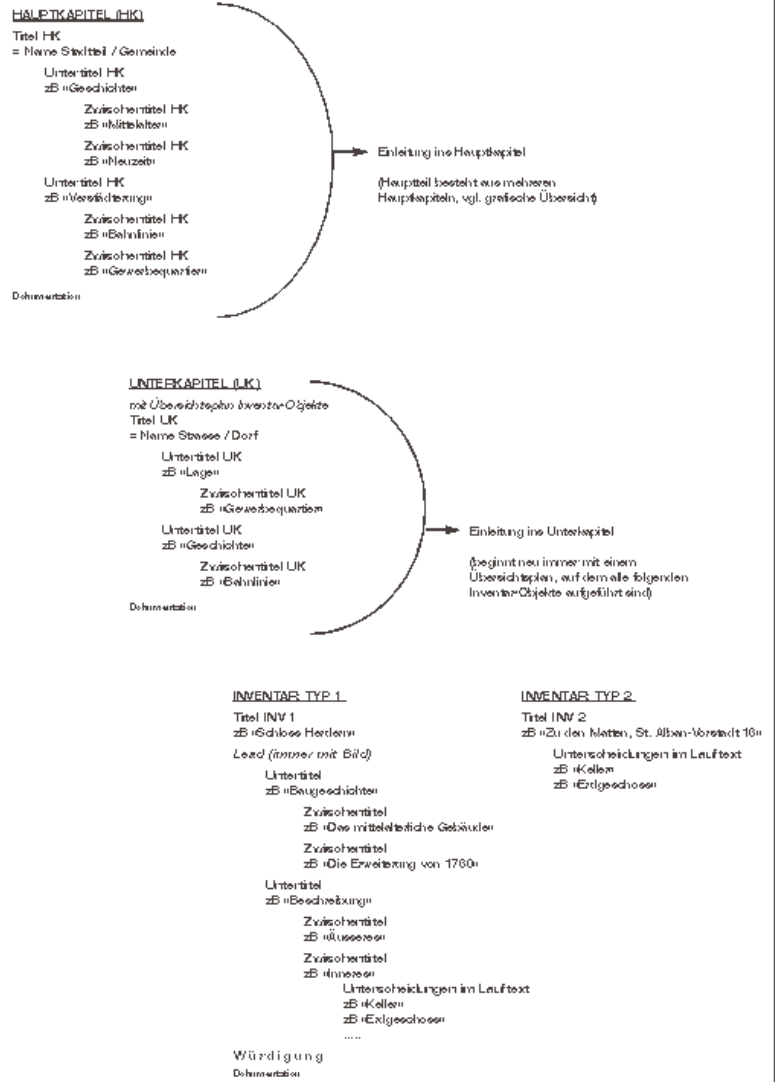 HAUPTKAPITEL (HK)
Titel HK
= Name Stadtteil / Gemeinde
Untertitel HK
zB «Geschichte»
Zwischentitel HK
zB «Mittelalter»
Zwischentitel HK
zB «Neuzeit»
Untertitel HK
zB «Verstädterung»
Zwischentitel HK
zB «Bahnlinie»
Zwischentitel HK
zB «Gewerbequartier»
Dokumentation
Einleitung ins Hauptkapitel
(Hauptteil besteht aus mehreren
Hauptkapiteln, vgl. grafische Übersicht)
UNTERKAPITEL (UK)
mit Übersichtsplan Inventar-Objekte
Titel UK
= Name Strasse / Dorf
Untertitel UK
zB «Lage»
Zwischentitel UK
zB «Gewerbequartier»
Untertitel UK
zB «Geschichte»
Zwischentitel UK
zB «Bahnlinie»
Dokumentation
Einleitung ins Unterkapitel
(beginnt neu immer mit einem
Übersichtsplan, auf dem alle folgenden
Inventar-Objekte aufgeführt sind)
INVENTAR TYP 1
Titel INV 1
zB «Schloss Herdern»
Lead (immer mit Bild)
Untertitel
zB «Baugeschichte»
Zwischentitel
zB «Das mittelalterliche Gebäude»
Zwischentitel
zB «Die Erweiterung von 1760»
Untertitel
zB «Beschreibung»
Zwischentitel
zB «Äusseres»
Zwischentitel
zB «Inneres»
Unterscheidungen im Lauftext
zB «Keller»
zB «Erdgeschoss»
.....
Würdigung
Dokumentation
INVENTAR TYP 2
Titel INV 2
zB «Zu den Matten, St. Alban-Vorstadt 16»
Unterscheidungen im Lauftext
zB «Keller»
zB «Erdgeschoss»